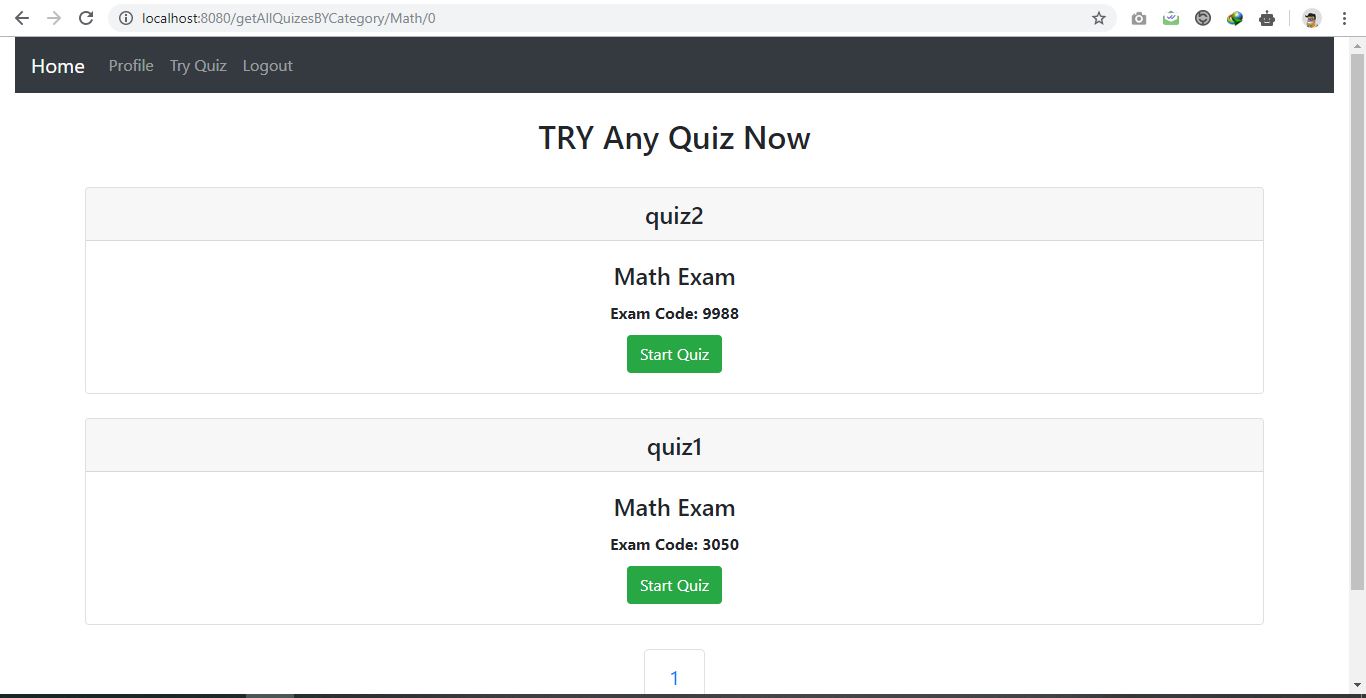 localhost:8080/getAllQuizesBYCategory/Math/0
Home Profile Try Quiz Logout
TRY Any Quiz Now
quiz2
Math Exam
Exam Code: 9988
Start Quiz
quiz1
Math Exam
Exam Code: 3050
Start Quiz
1